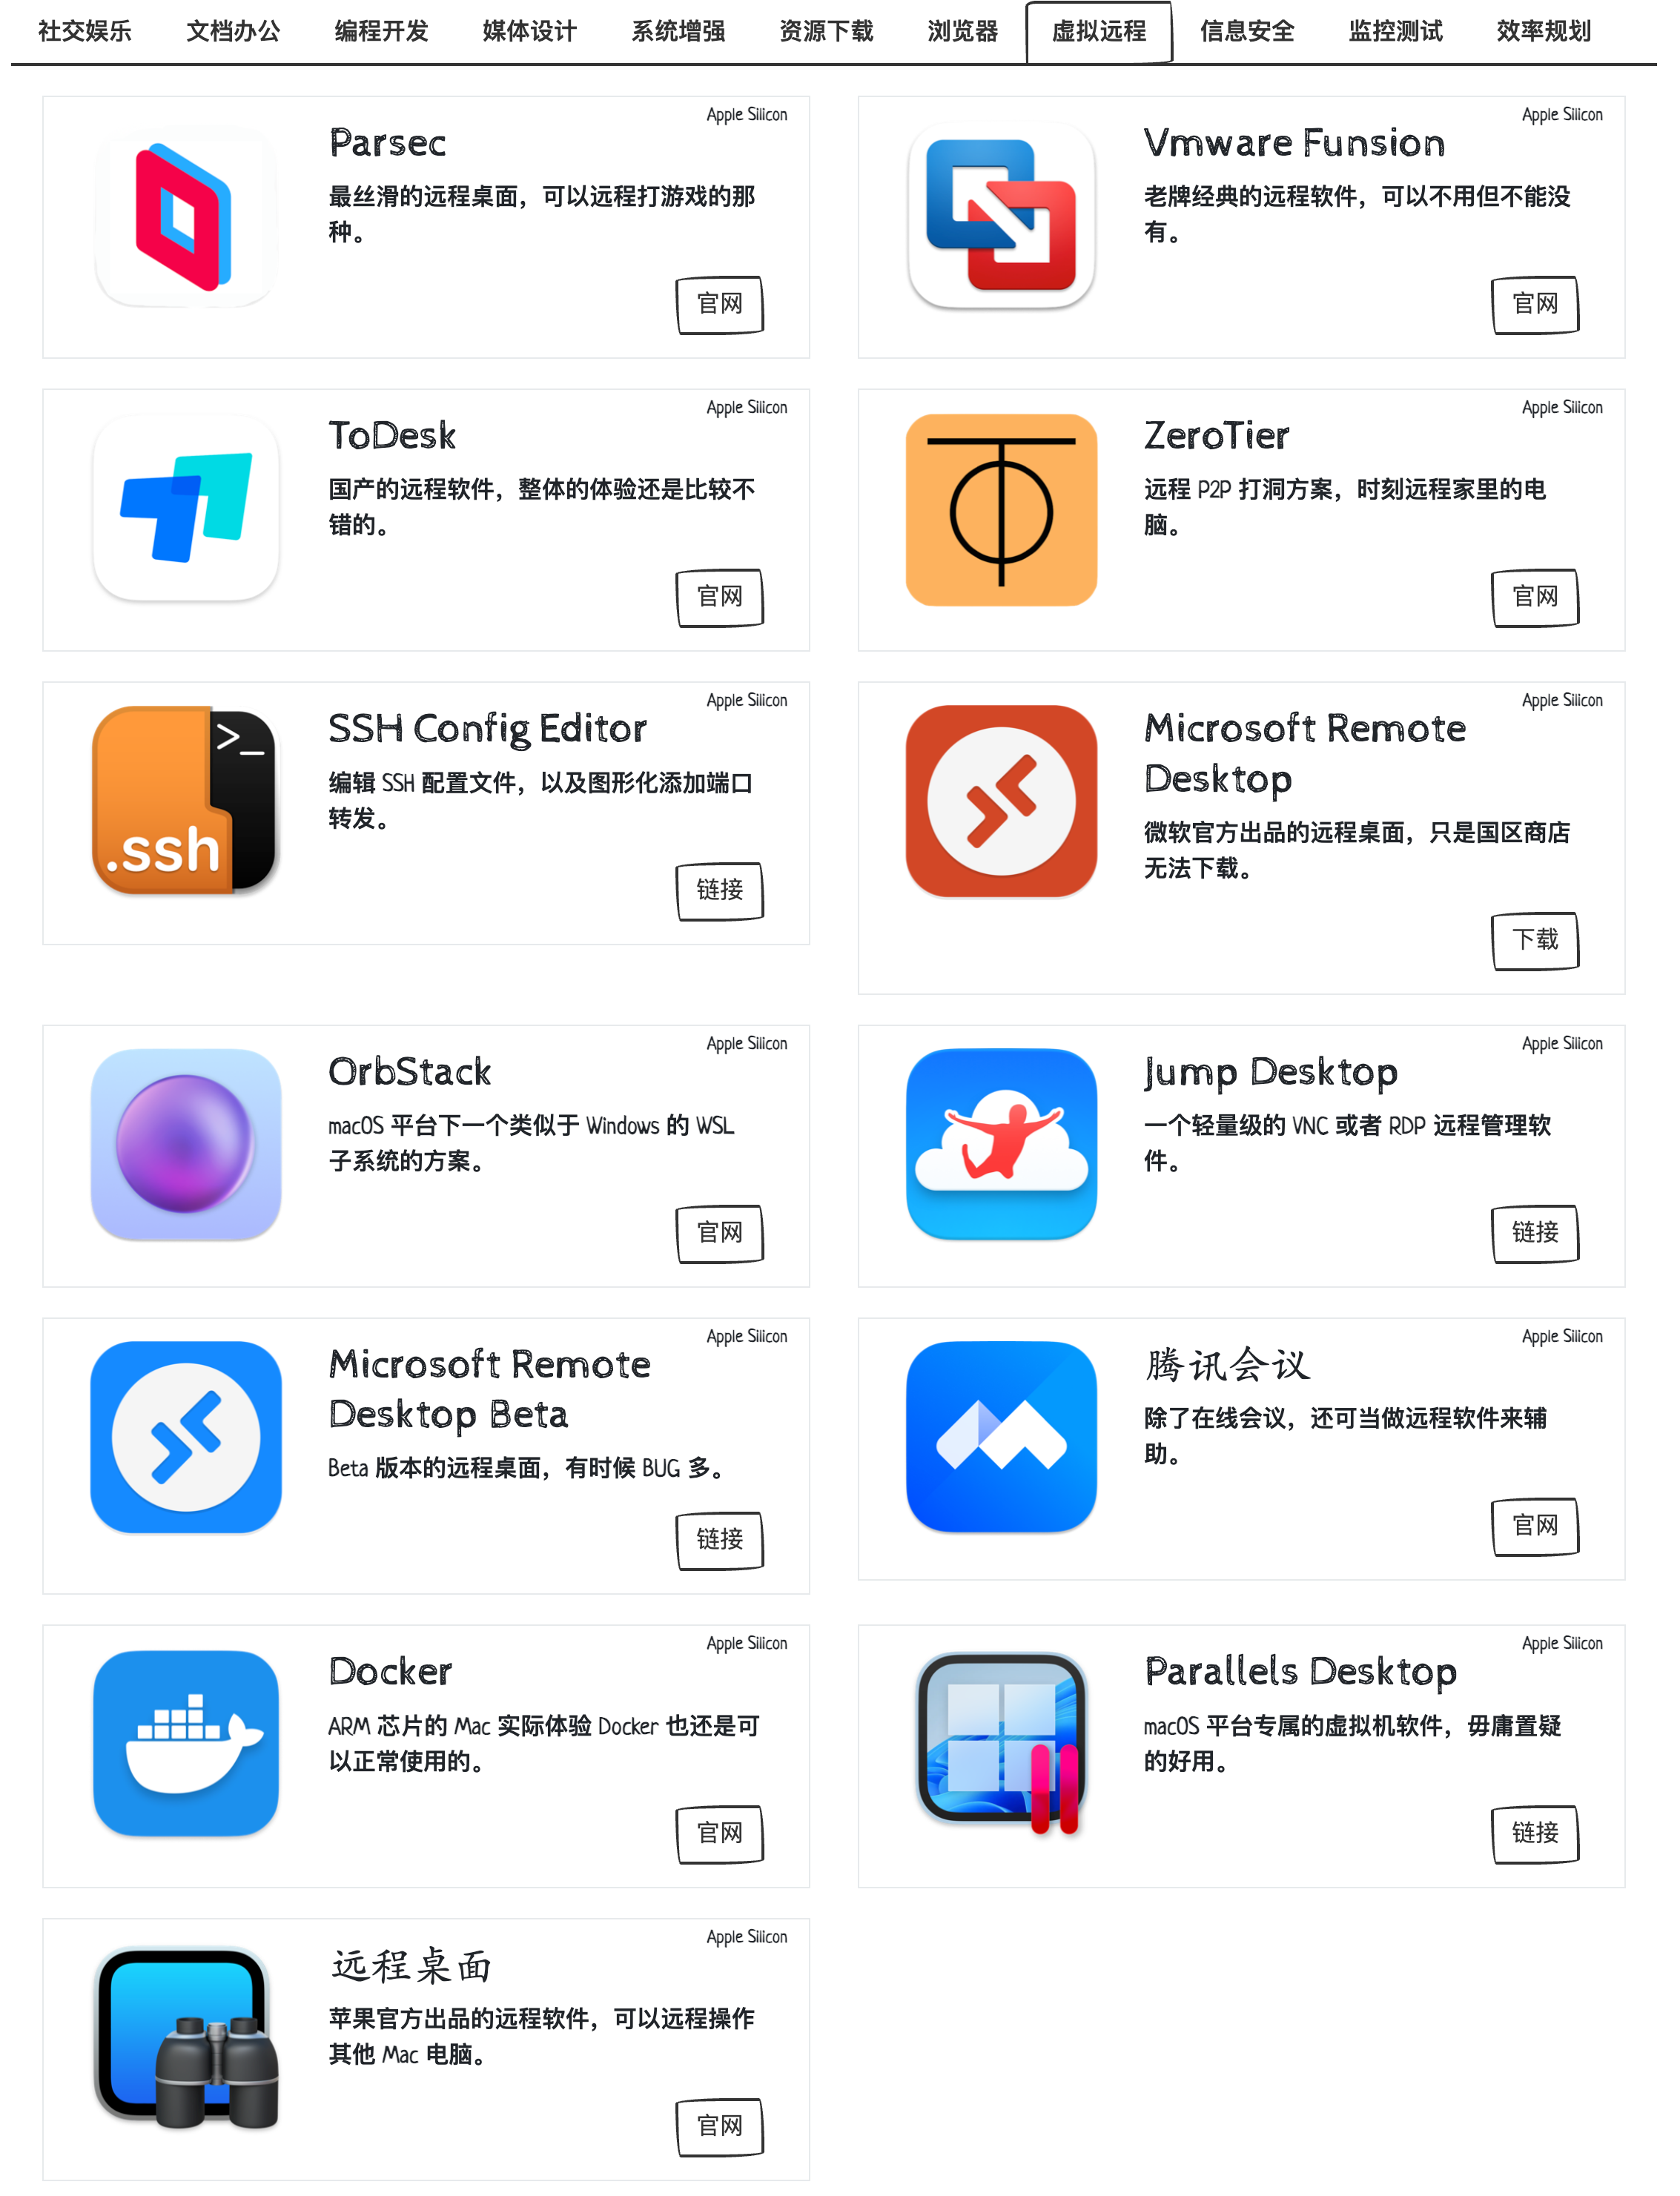 社交娱乐 文档办公 编程开发 媒体设计 系统增强 资源下载 浏览器 虚拟远程 信息安全 监控测试 效率规划
Apple Silicon
Parsec
最丝滑的远程桌面，可以远程打游戏的那
种。
官网
Apple Silicon
Vmware Funsion
老牌经典的远程软件，可以不用但不能没
有。
官网
Apple Silicon
ToDesk
国产的远程软件，整体的体验还是比较不
错的。
官网
Apple Silicon
ZeroTier
远程 P2P 打洞方案，时刻远程家里的电
脑。
官网
Apple Silicon
SSH Config Editor
编辑 SSH 配置文件，以及图形化添加端口
转发。
>_
.ssh
链接
Apple Silicon
Microsoft Remote
Desktop
微软官方出品的远程桌面，只是国区商店
无法下载。
下载
Apple Silicon
OrbStack
macOS 平台下一个类似于 Windows 的 WSL
子系统的方案。
官网
Apple Silicon
Jump Desktop
一个轻量级的 VNC 或者 RDP 远程管理软
件。
链接
Apple Silicon
Microsoft Remote
Desktop Beta
Beta 版本的远程桌面，有时候 BUG 多。
链接
Apple Silicon
腾讯会议
除了在线会议，还可当做远程软件来辅
助。
官网
Apple Silicon
Docker
ARM 芯片的 Mac 实际体验 Docker 也还是可
以正常使用的。
官网
Apple Silicon
Parallels Desktop
macOS 平台专属的虚拟机软件，毋庸置疑
的好用。
链接
Apple Silicon
远程桌面
苹果官方出品的远程软件，可以远程操作
其他 Mac 电脑。
官网